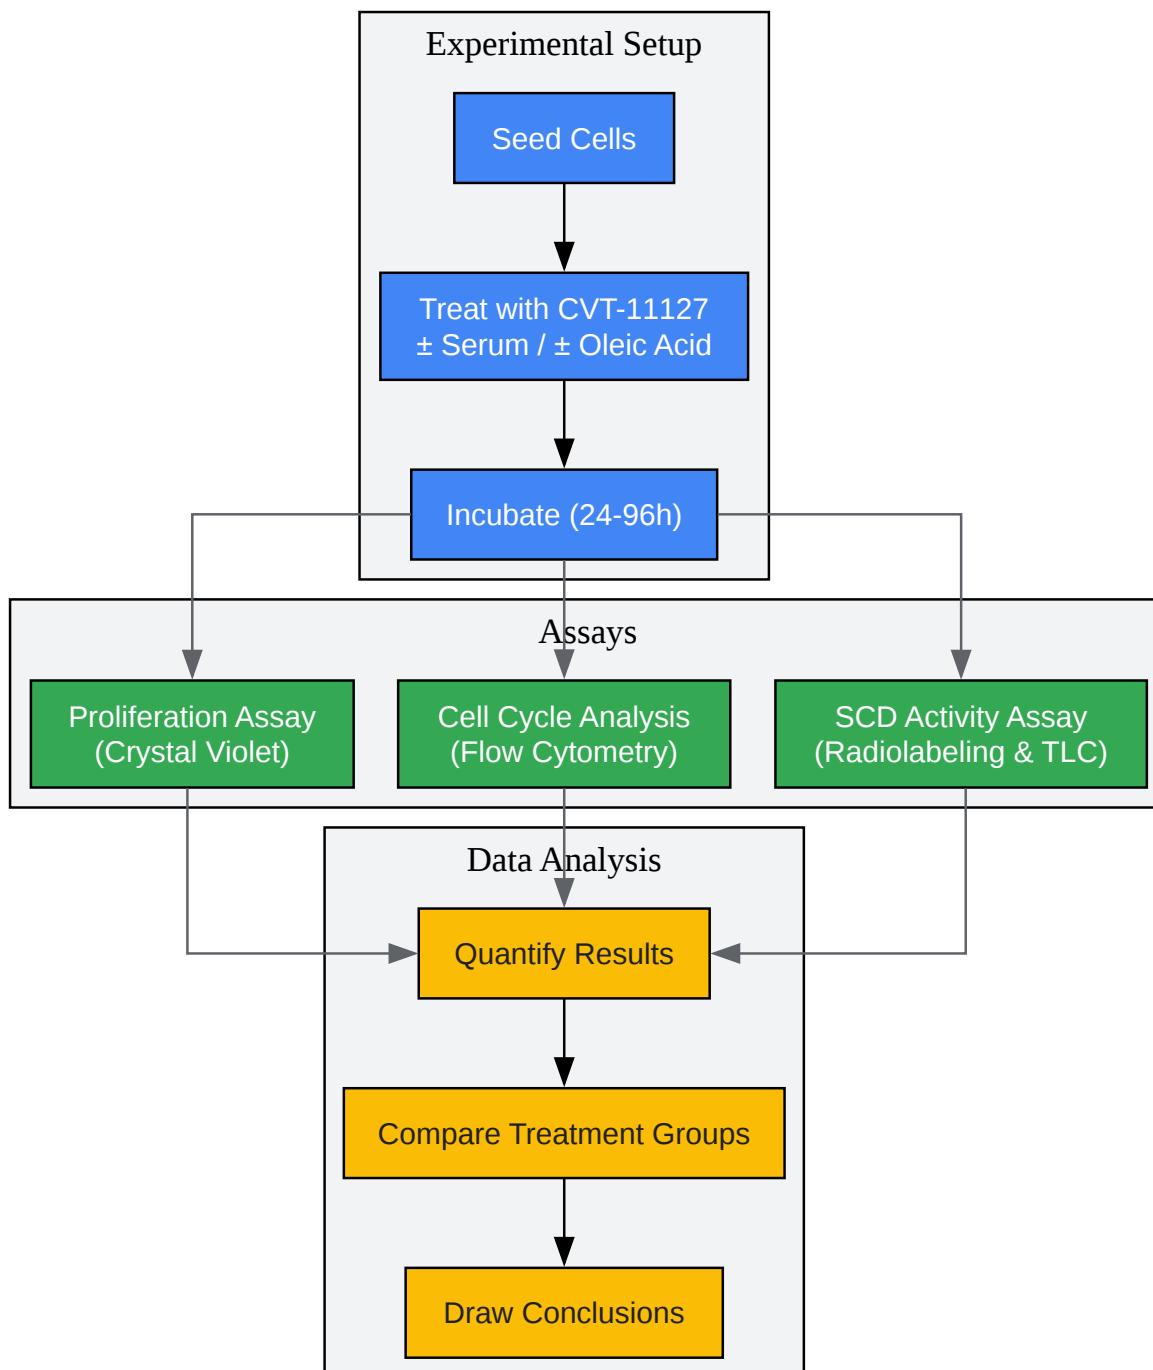 Experimental Setup
Seed Cells
Treat with CVT-11127
± Serum / ± Oleic Acid
Incubate (24-96h)
Assays
Proliferation Assay
(Crystal Violet)
Cell Cycle Analysis
(Flow Cytometry)
SCD Activity Assay
(Radiolabeling & TLC)
Data Analysis
Quantify Results
Compare Treatment Groups
Draw Conclusions